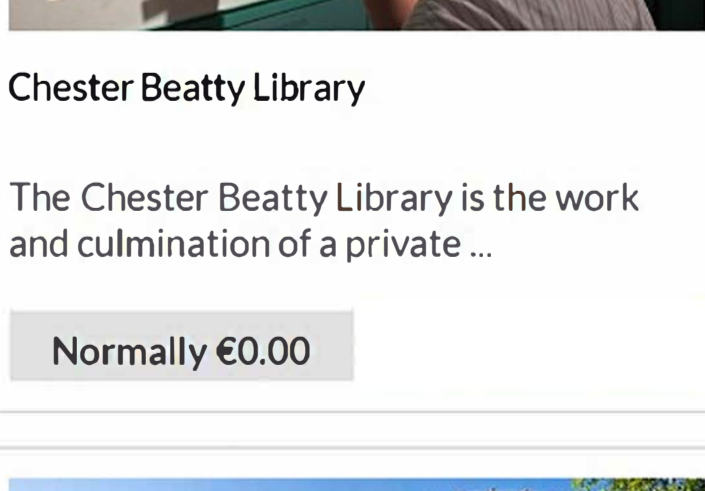 Chester Beatty Library
The Chester Beatty Library is the work
and culmination of a private ...
Normally €0.00